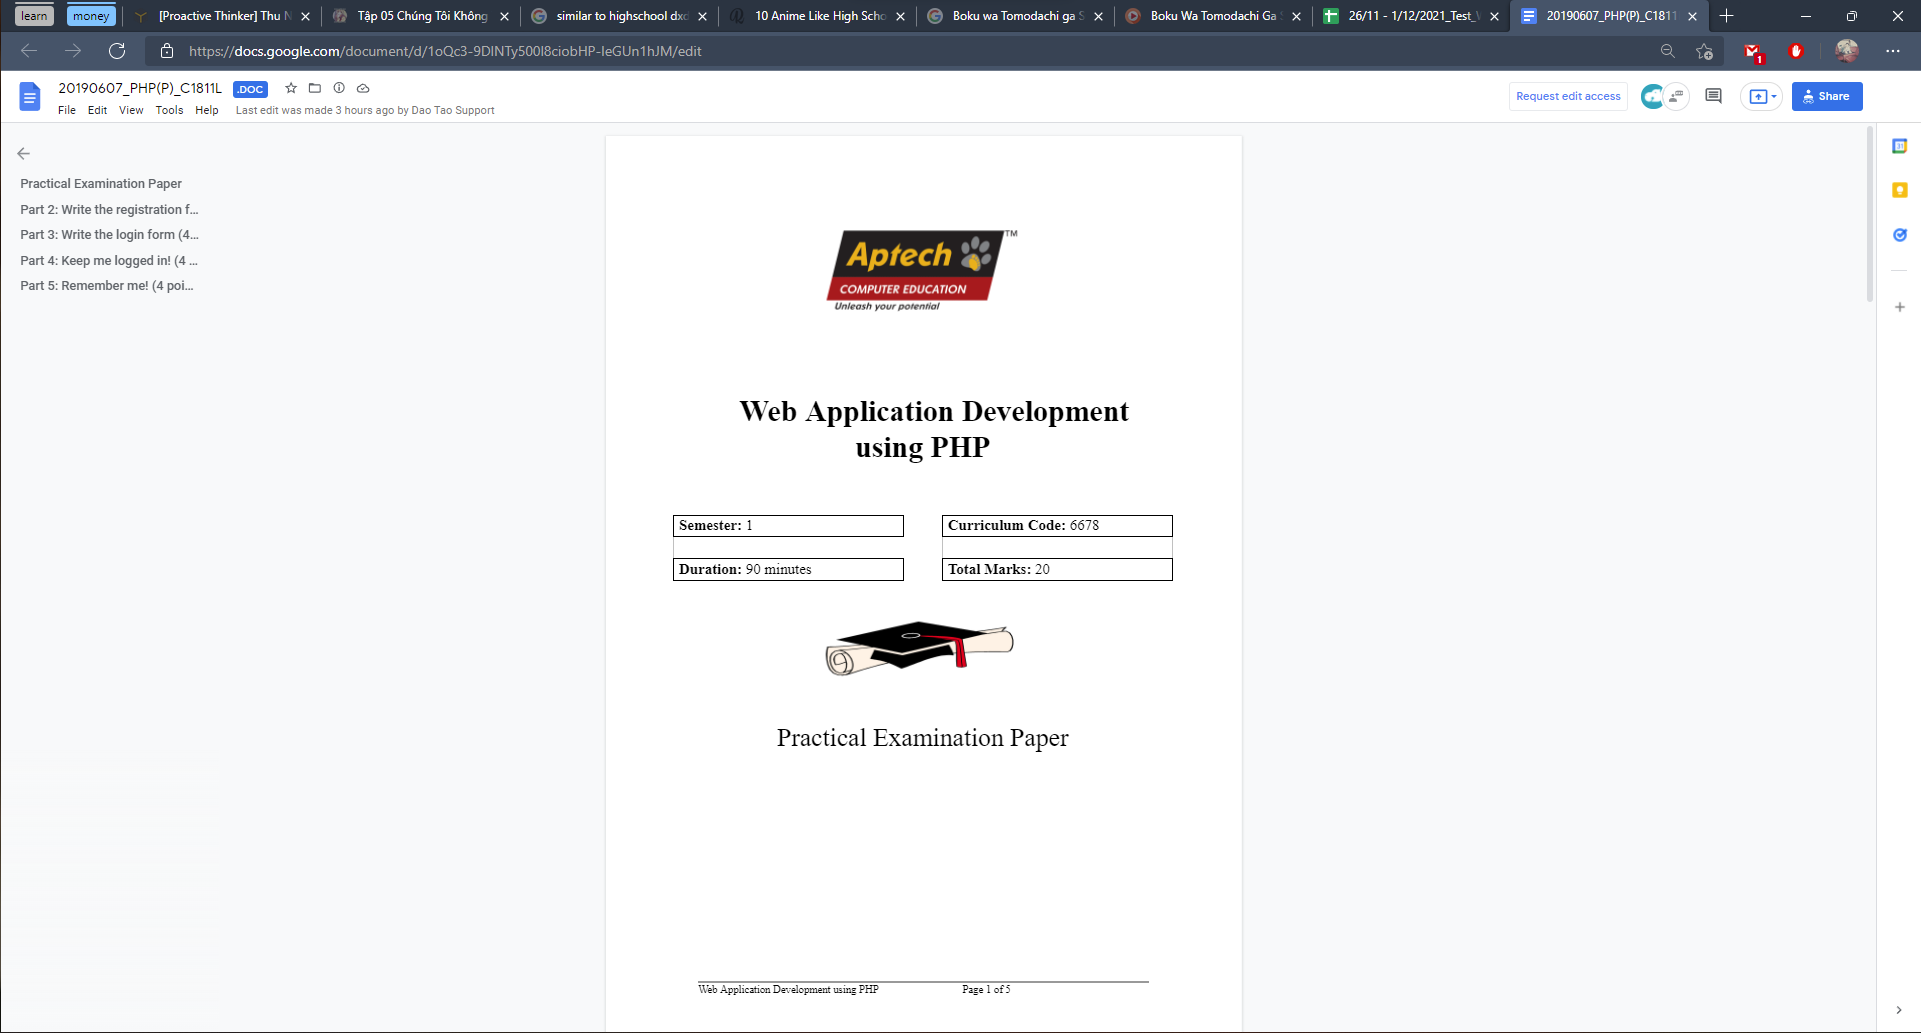 learn
money
[Proactive Thinker] Thu N
Tập 05 Chúng Tôi Không
similar to highschool dxd
10 Anime Like High Scho
Boku wa Tomodachi ga S
Boku Wa Tomodachi Ga
26/11 - 1/12/2021_Test_
20190607_PHP(P)_C1811
https://docs.google.com/document/d/1oQc3-9DlNTy500l8ciobHP-IeGUn1hJM/edit
1
20190607_PHP(P)_C1811L
.DOC
File Edit View Tools Help
Last edit was made 3 hours ago by Dao Tao Support
Request edit access
Share
Practical Examination Paper
Part 2: Write the registration f...
Part 3: Write the login form (4...
Part 4: Keep me logged in! (4 ...
Part 5: Remember me! (4 poi...
Aptech
TM
COMPUTER EDUCATION
Unleash your potential
Web Application Development
using PHP
Semester: 1
Curriculum Code: 6678
Duration: 90 minutes
Total Marks: 20
Practical Examination Paper
Web Application Development using PHP
Page 1 of 5
31